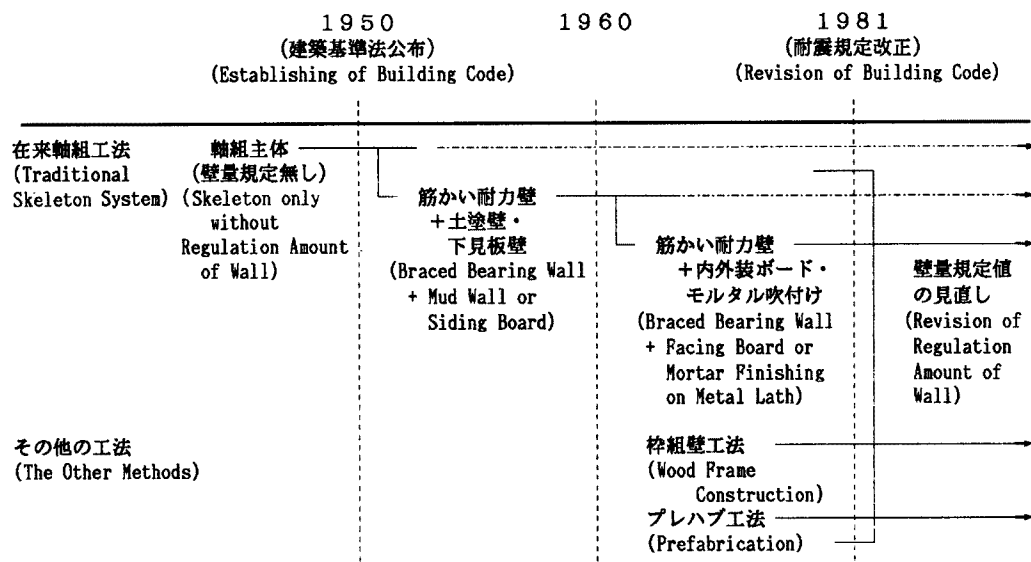 1950
(建築基準法公布)
(Establishing of Building Code)
1960
1981
(耐震規定改正)
(Revision of Building Code)
在来軸組工法
(Traditional
Skeleton System)
軸組主体
(壁量規定無し)
(Skeleton only
without
Regulation Amount
of Wall)
筋かい耐力壁
+土塗壁・
下見板壁
(Braced Bearing Wall
+ Mud Wall or
Siding Board)
筋かい耐力壁
+内外装ボード・
モルタル吹付け
(Braced Bearing Wall
+ Facing Board or
Mortar Finishing
on Metal Lath)
壁量規定値
の見直し
(Revision of
Regulation
Amount of
Wall)
その他の工法
(The Other Methods)
枠組壁工法
(Wood Frame
Construction)
プレハブ工法
(Prefabrication)